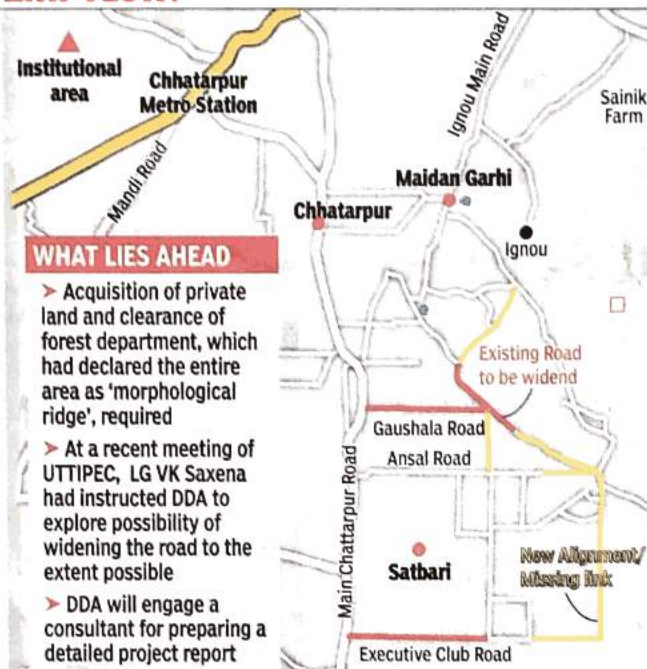 Institutional
area
Chhatarpur
Metro Station
Mandi Road
Ignou Main Road
Sainik
Farm
Maidan Garhi
Chhatarpur
Ignou
WHAT LIES AHEAD
➤ Acquisition of private
land and clearance of
forest department, which
had declared the entire
area as ‘morphological
ridge’, required
➤ At a recent meeting of
UTTIPEC, LG VK Saxena
had instructed DDA to
explore possibility of
widening the road to the
extent possible
➤ DDA will engage a
consultant for preparing a
detailed project report
Existing Road
to be widend
Gaushala Road
Ansal Road
Main Chattarpur Road
Satbari
New Alignment/
Missing link
Executive Club Road